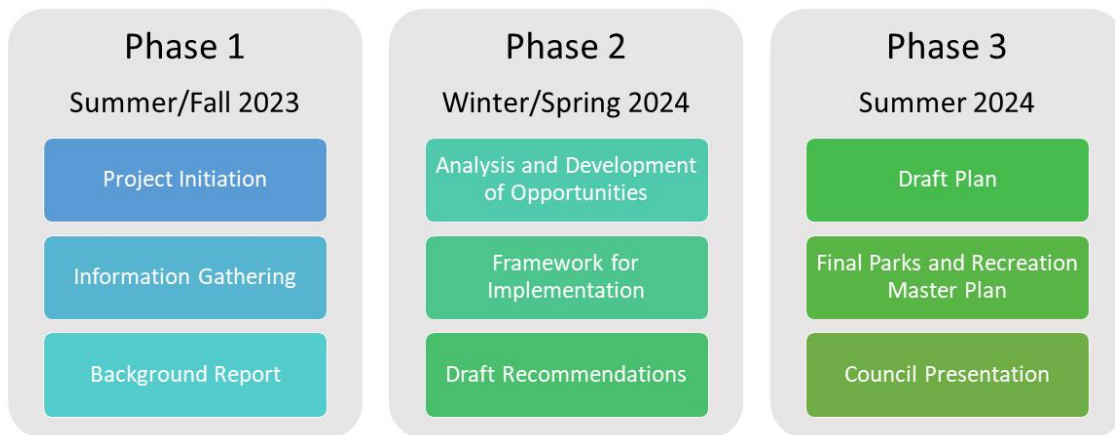 Phase 1
Summer/Fall 2023
Project Initiation
Information Gathering
Background Report
Phase 2
Winter/Spring 2024
Analysis and Development
of Opportunities
Framework for
Implementation
Draft Recommendations
Phase 3
Summer 2024
Draft Plan
Final Parks and Recreation
Master Plan
Council Presentation